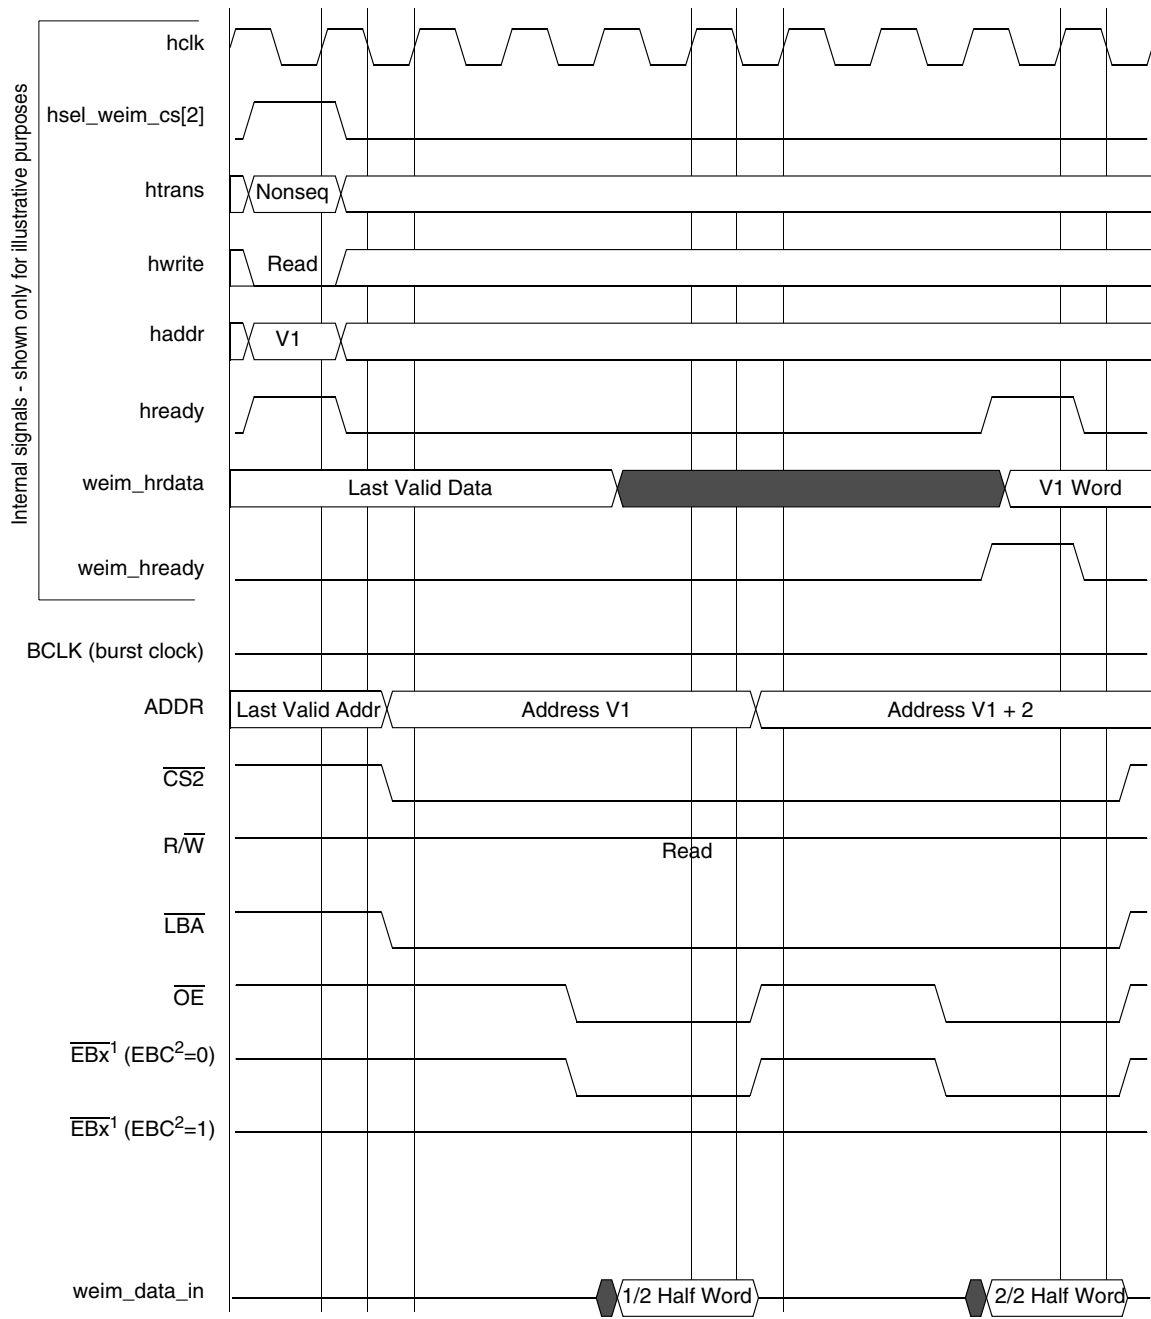 Internal signals - shown only for illustrative purposes
hclk
hsel_weim_cs[2]
htrans
Nonseq
hwrite
Read
haddr
V1
hready
weim_hrdata
Last Valid Data
V1 Word
weim_hready
BCLK (burst clock)
ADDR
Last Valid Addr
Address V1
Address V1 + 2
CS2
R/W
Read
LBA
OE
EBx¹ (EBC²=0)
EBx¹ (EBC²=1)
weim_data_in
1/2 Half Word
2/2 Half Word